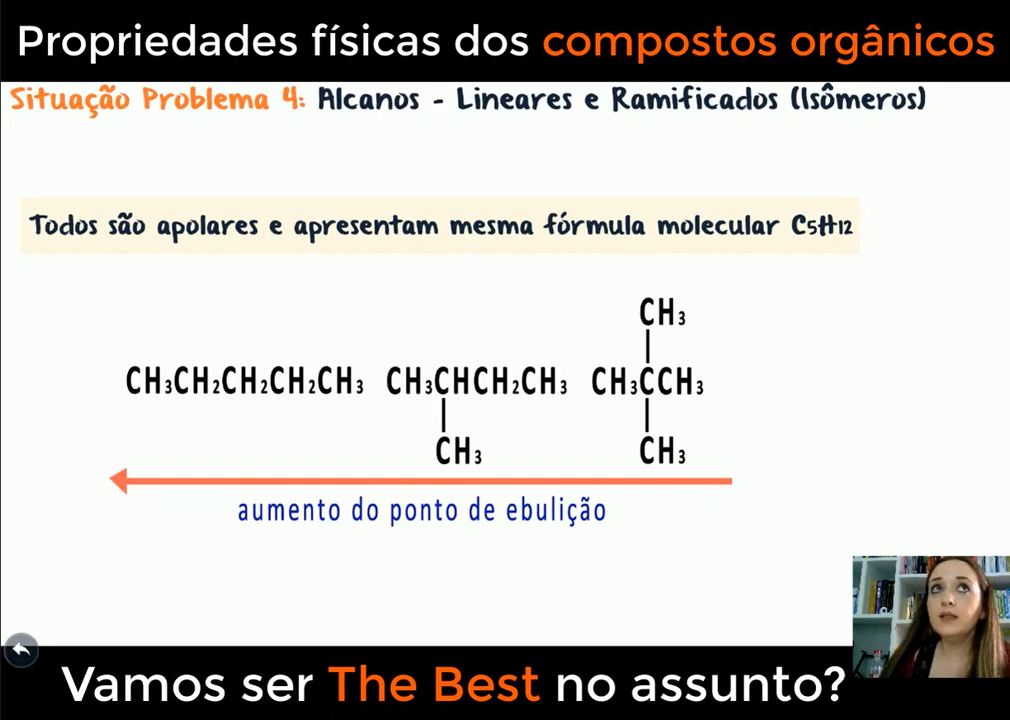 Propriedades físicas dos compostos orgânicos
Situação Problema 4: Alcanos - Lineares e Ramificados (Isômeros)
Todos são apolares e apresentam mesma fórmula molecular C5H12
CH₃
CH₃CH₂CH₂CH₂CH₃ CH₃CHCH₂CH₃ CH₃CCH₃
CH₃ CH₃
aumento do ponto de ebulição
Vamos ser The Best no assunto?